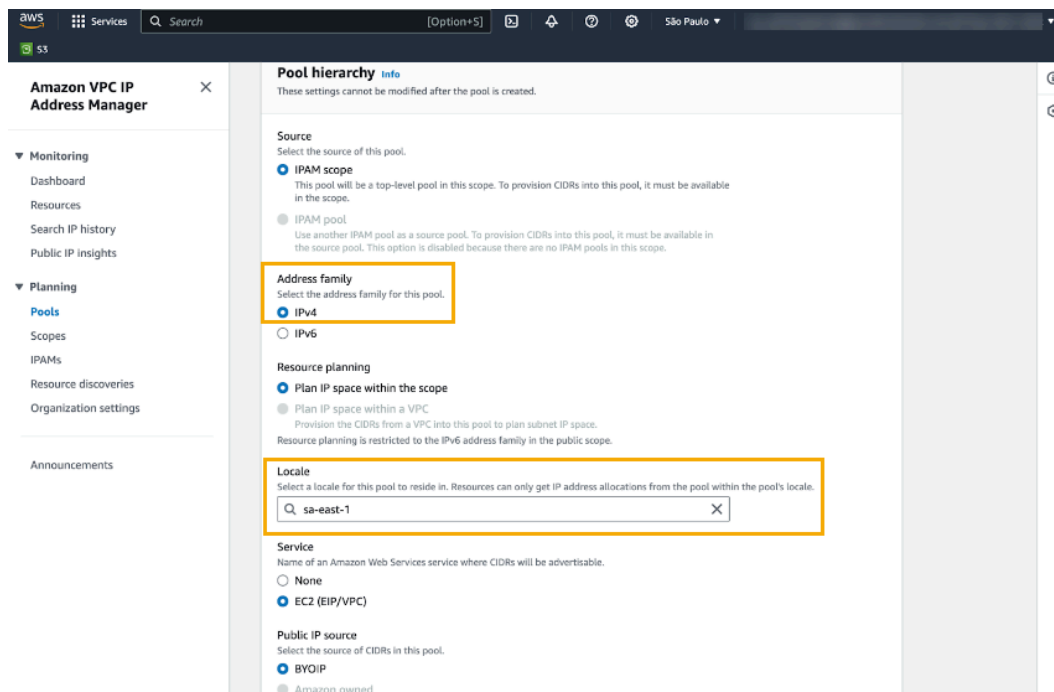 aws
Services
Search
[Option+S]
São Paulo
S3
Amazon VPC IP
Address Manager
Monitoring
Dashboard
Resources
Search IP history
Public IP insights
Planning
Pools
Scopes
IPAMs
Resource discoveries
Organization settings
Announcements
Pool hierarchy Info
These settings cannot be modified after the pool is created.
Source
Select the source of this pool.
IPAM scope
This pool will be a top-level pool in this scope. To provision CIDRs into this pool, it must be available
in the scope.
IPAM pool
Use another IPAM pool as a source pool. To provision CIDRs into this pool, it must be available in
the source pool. This option is disabled because there are no IPAM pools in this scope.
Address family
Select the address family for this pool.
IPv4
IPv6
Resource planning
Plan IP space within the scope
Plan IP space within a VPC
Provision the CIDRs from a VPC into this pool to plan subnet IP space.
Resource planning is restricted to the IPv6 address family in the public scope.
Locale
Select a locale for this pool to reside in. Resources can only get IP address allocations from the pool within the pool's locale.
sa-east-1
Service
Name of an Amazon Web Services service where CIDRs will be advertisable.
None
EC2 (EIP/VPC)
Public IP source
Select the source of CIDRs in this pool.
BYOIP
Amazon owned